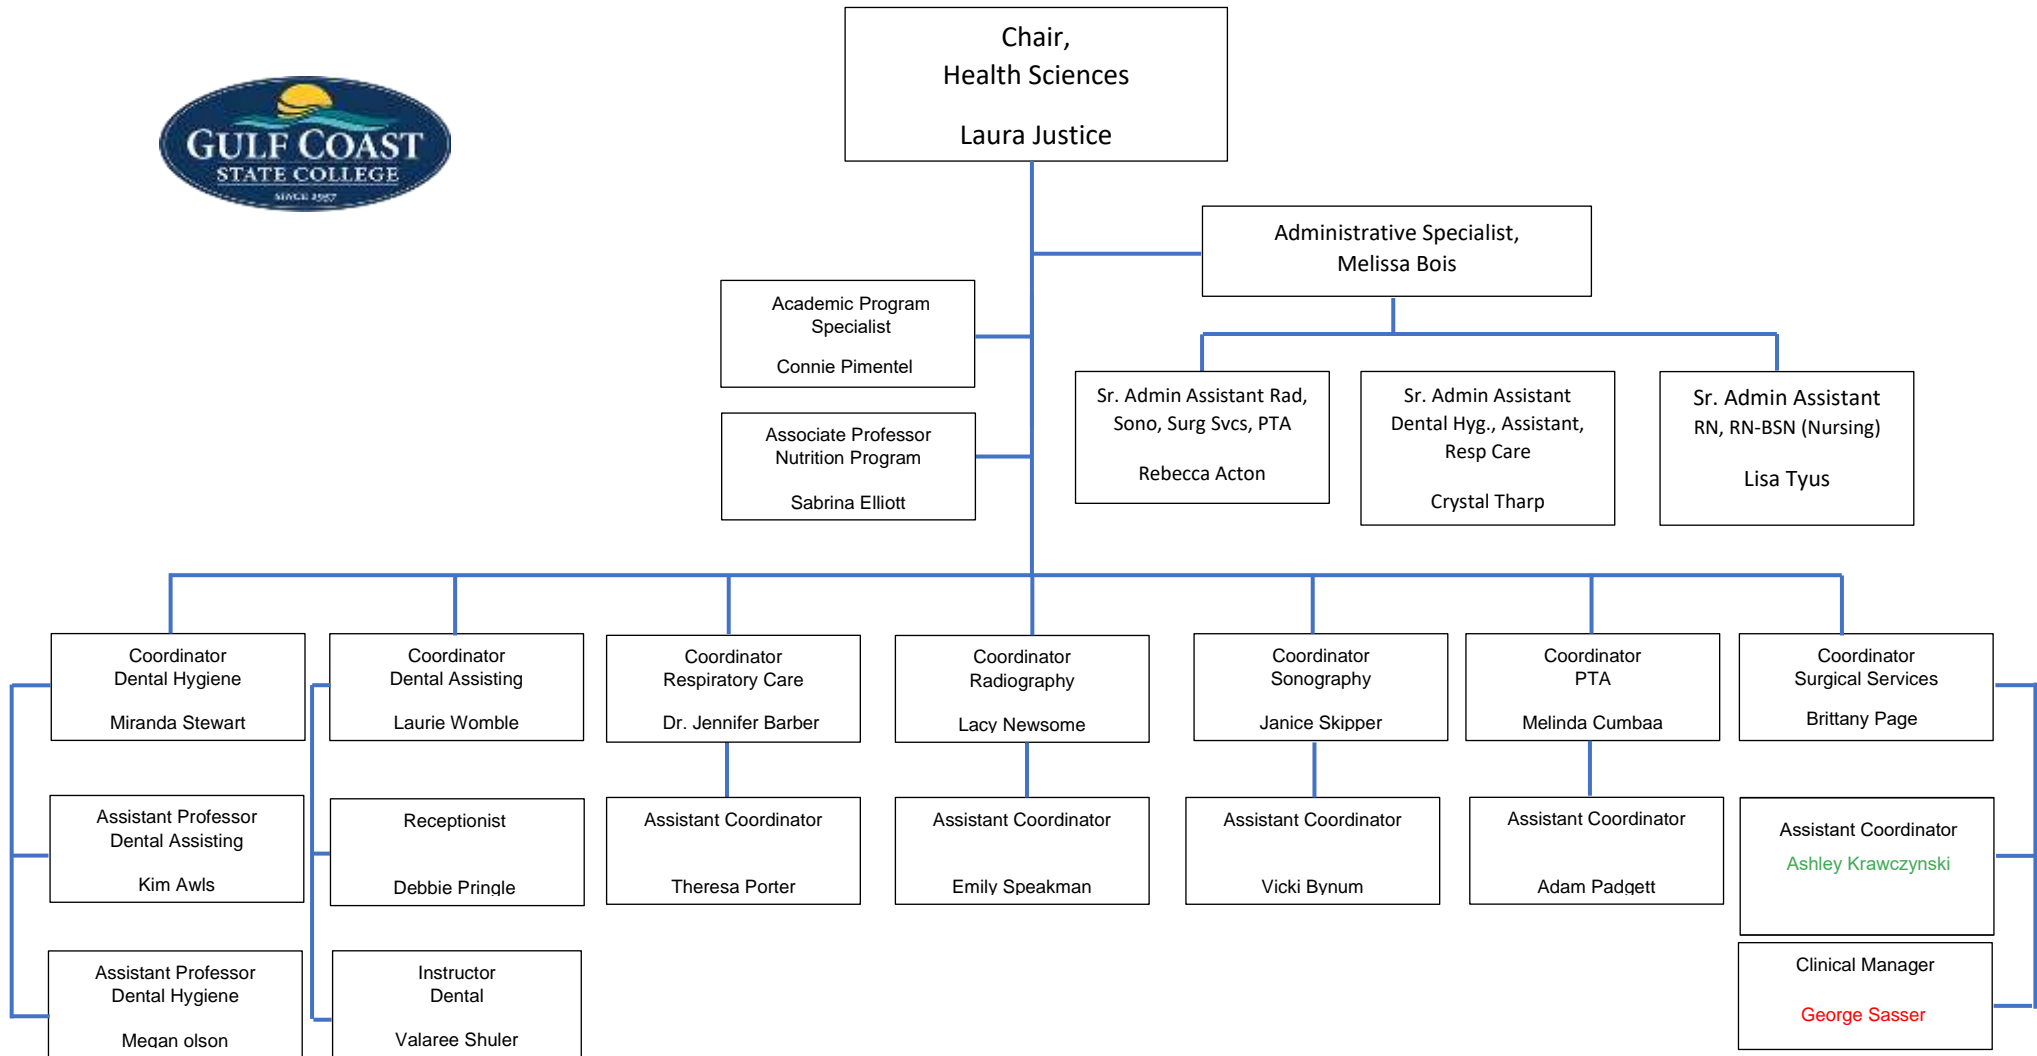 Chair,
Health Sciences
Laura Justice
GULF COAST
STATE COLLEGE
SINCE 1957
Administrative Specialist,
Melissa Bois
Academic Program
Specialist
Connie Pimentel
Associate Professor
Nutrition Program
Sabrina Elliott
Sr. Admin Assistant Rad,
Sono, Surg Svcs, PTA
Rebecca Acton
Sr. Admin Assistant
Dental Hyg., Assistant,
Resp Care
Crystal Tharp
Sr. Admin Assistant
RN, RN-BSN (Nursing)
Lisa Tyus
Coordinator
Dental Hygiene
Miranda Stewart
Coordinator
Dental Assisting
Laurie Womble
Coordinator
Respiratory Care
Dr. Jennifer Barber
Coordinator
Radiography
Lacy Newsome
Coordinator
Sonography
Janice Skipper
Coordinator
PTA
Melinda Cumbaa
Coordinator
Surgical Services
Brittany Page
Assistant Professor
Dental Assisting
Kim Awls
Receptionist
Debbie Pringle
Assistant Coordinator
Theresa Porter
Assistant Coordinator
Emily Speakman
Assistant Coordinator
Vicki Bynum
Assistant Coordinator
Adam Padgett
Assistant Coordinator
Ashley Krawczynski
Assistant Professor
Dental Hygiene
Megan olson
Instructor
Dental
Valaree Shuler
Clinical Manager
George Sasser